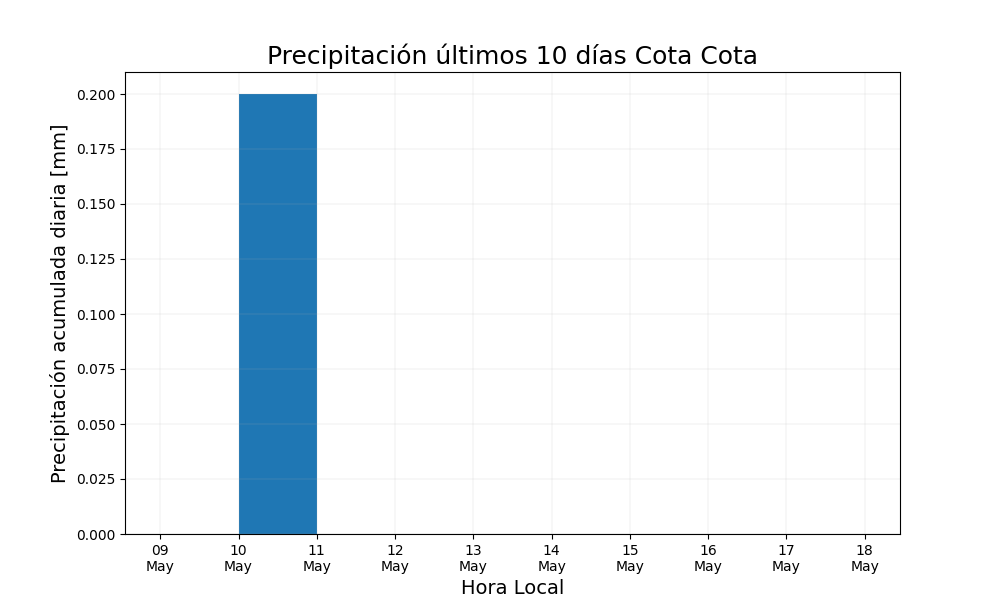 Precipitación últimos 10 días Cota Cota
Precipitación acumulada diaria [mm]
0.200
0.175
0.150
0.125
0.100
0.075
0.050
0.025
0.000
09 10 11 12 13 14 15 16 17 18
May May May May May May May May May May
Hora Local